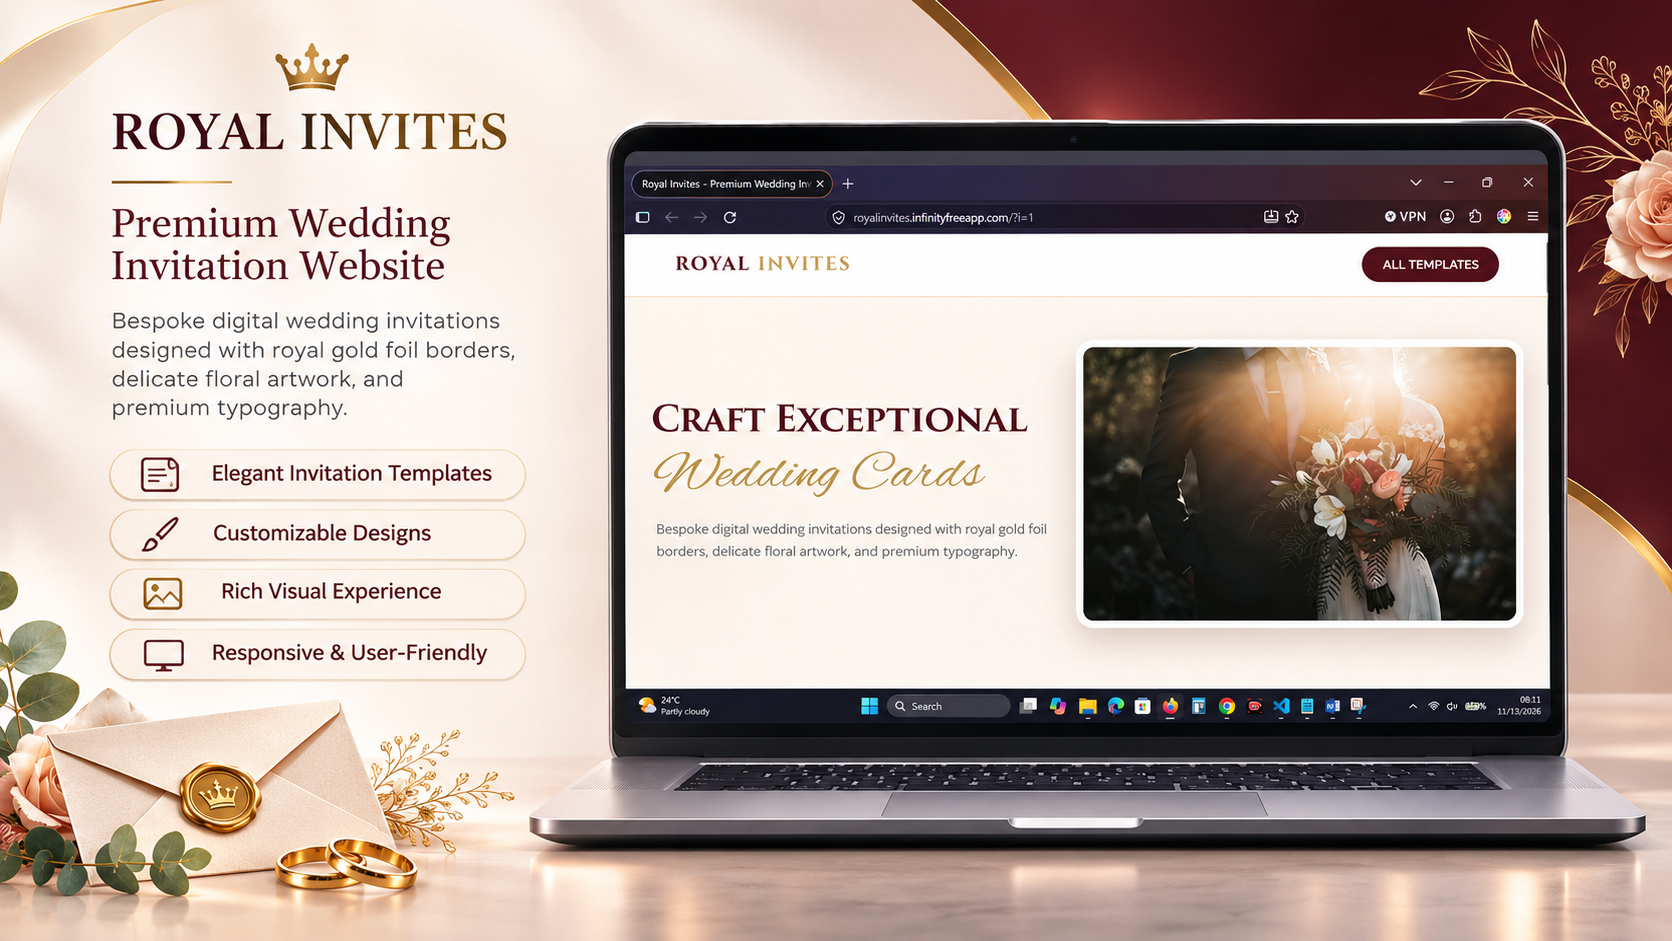 ROYAL INVITES
Premium Wedding
Invitation Website
Bespoke digital wedding invitations
designed with royal gold foil borders,
delicate floral artwork, and
premium typography.
Elegant Invitation Templates
Customizable Designs
Rich Visual Experience
Responsive & User-Friendly
Royal Invites - Premium Wedding Inv
royalinvites.infinityfreeapp.com/?i=1
VPN
ROYAL INVITES
ALL TEMPLATES
CRAFT EXCEPTIONAL
Wedding Cards
Bespoke digital wedding invitations designed with royal gold foil
borders, delicate floral artwork, and premium typography.
24°C
Partly cloudy
Search
08:11
11/13/2026